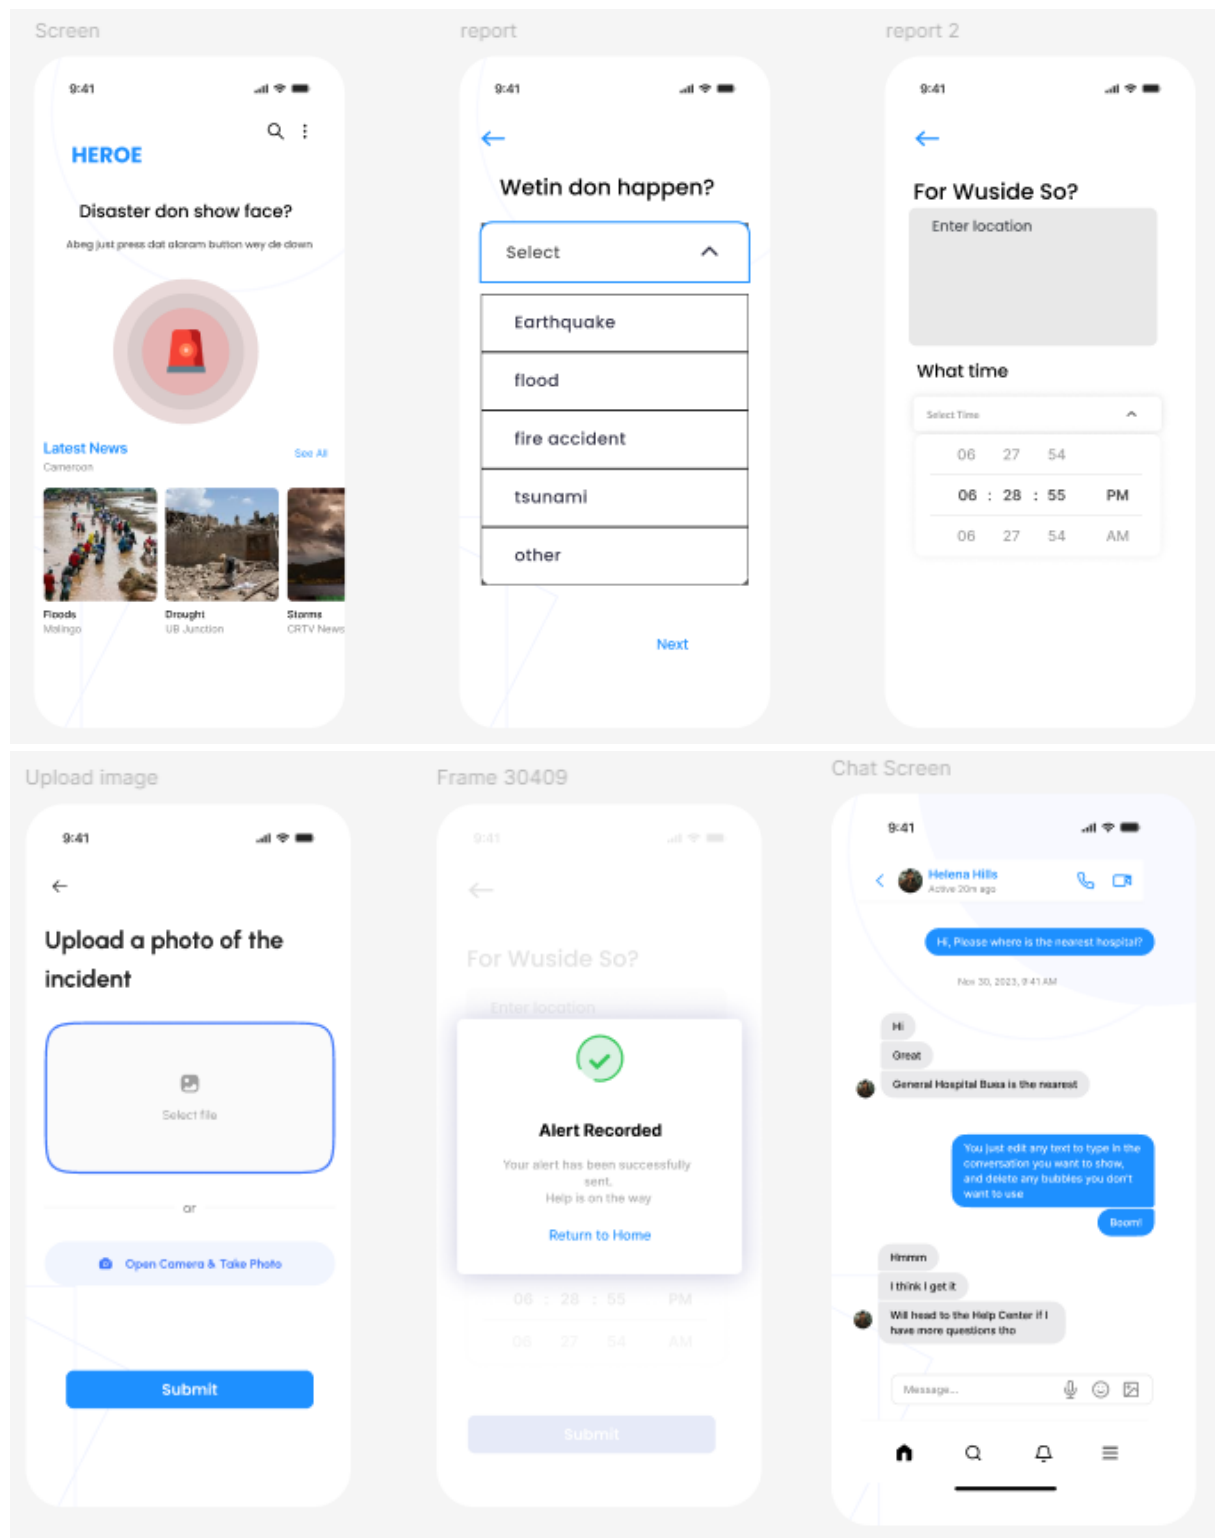 Screen
9:41
HEROE
Disaster don show face?
Abeg just press dat alaram button wey de down
Latest News
See All
Cameroon
Floods
Malingo
Drought
UB Junction
Storms
CRTV News
report
9:41
Wetin don happen?
Select
Earthquake
flood
fire accident
tsunami
other
Next
report 2
9:41
For Wuside So?
Enter location
What time
Select Time
06 27 54
06 : 28 : 55 PM
06 27 54 AM
Upload image
9:41
Upload a photo of the
incident
Select file
or
Open Camera & Take Photo
Submit
Frame 30409
9:41
For Wuside So?
Enter location
Alert Recorded
Your alert has been successfully
sent.
Help is on the way
Return to Home
06 : 28 : 55 PM
06 27 54 AM
Submit
Chat Screen
9:41
Helena Hills
Active 20m ago
Hi, Please where is the nearest hospital?
Nov 30, 2023, 9:41 AM
Hi
Great
General Hospital Buea is the nearest
You just edit any text to type in the
conversation you want to show,
and delete any bubbles you don't
want to use
Boom!
Hmmm
I think I get it
Will head to the Help Center if I
have more questions tho
Message...